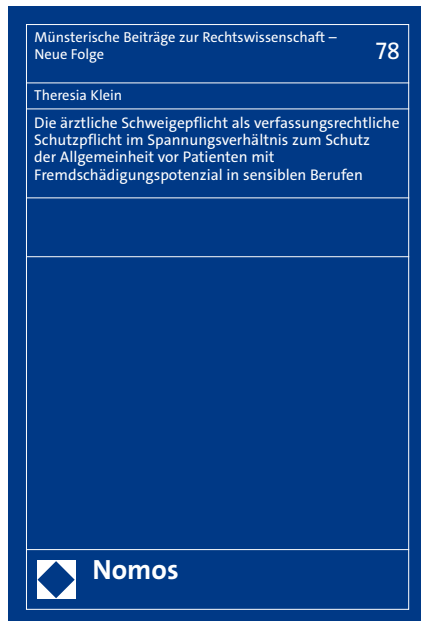 Münsterische Beiträge zur Rechtswissenschaft –
Neue Folge
78
Theresia Klein
Die ärztliche Schweigepflicht als verfassungsrechtliche
Schutzpflicht im Spannungsverhältnis zum Schutz
der Allgemeinheit vor Patienten mit
Fremdschädigungspotenzial in sensiblen Berufen
Nomos